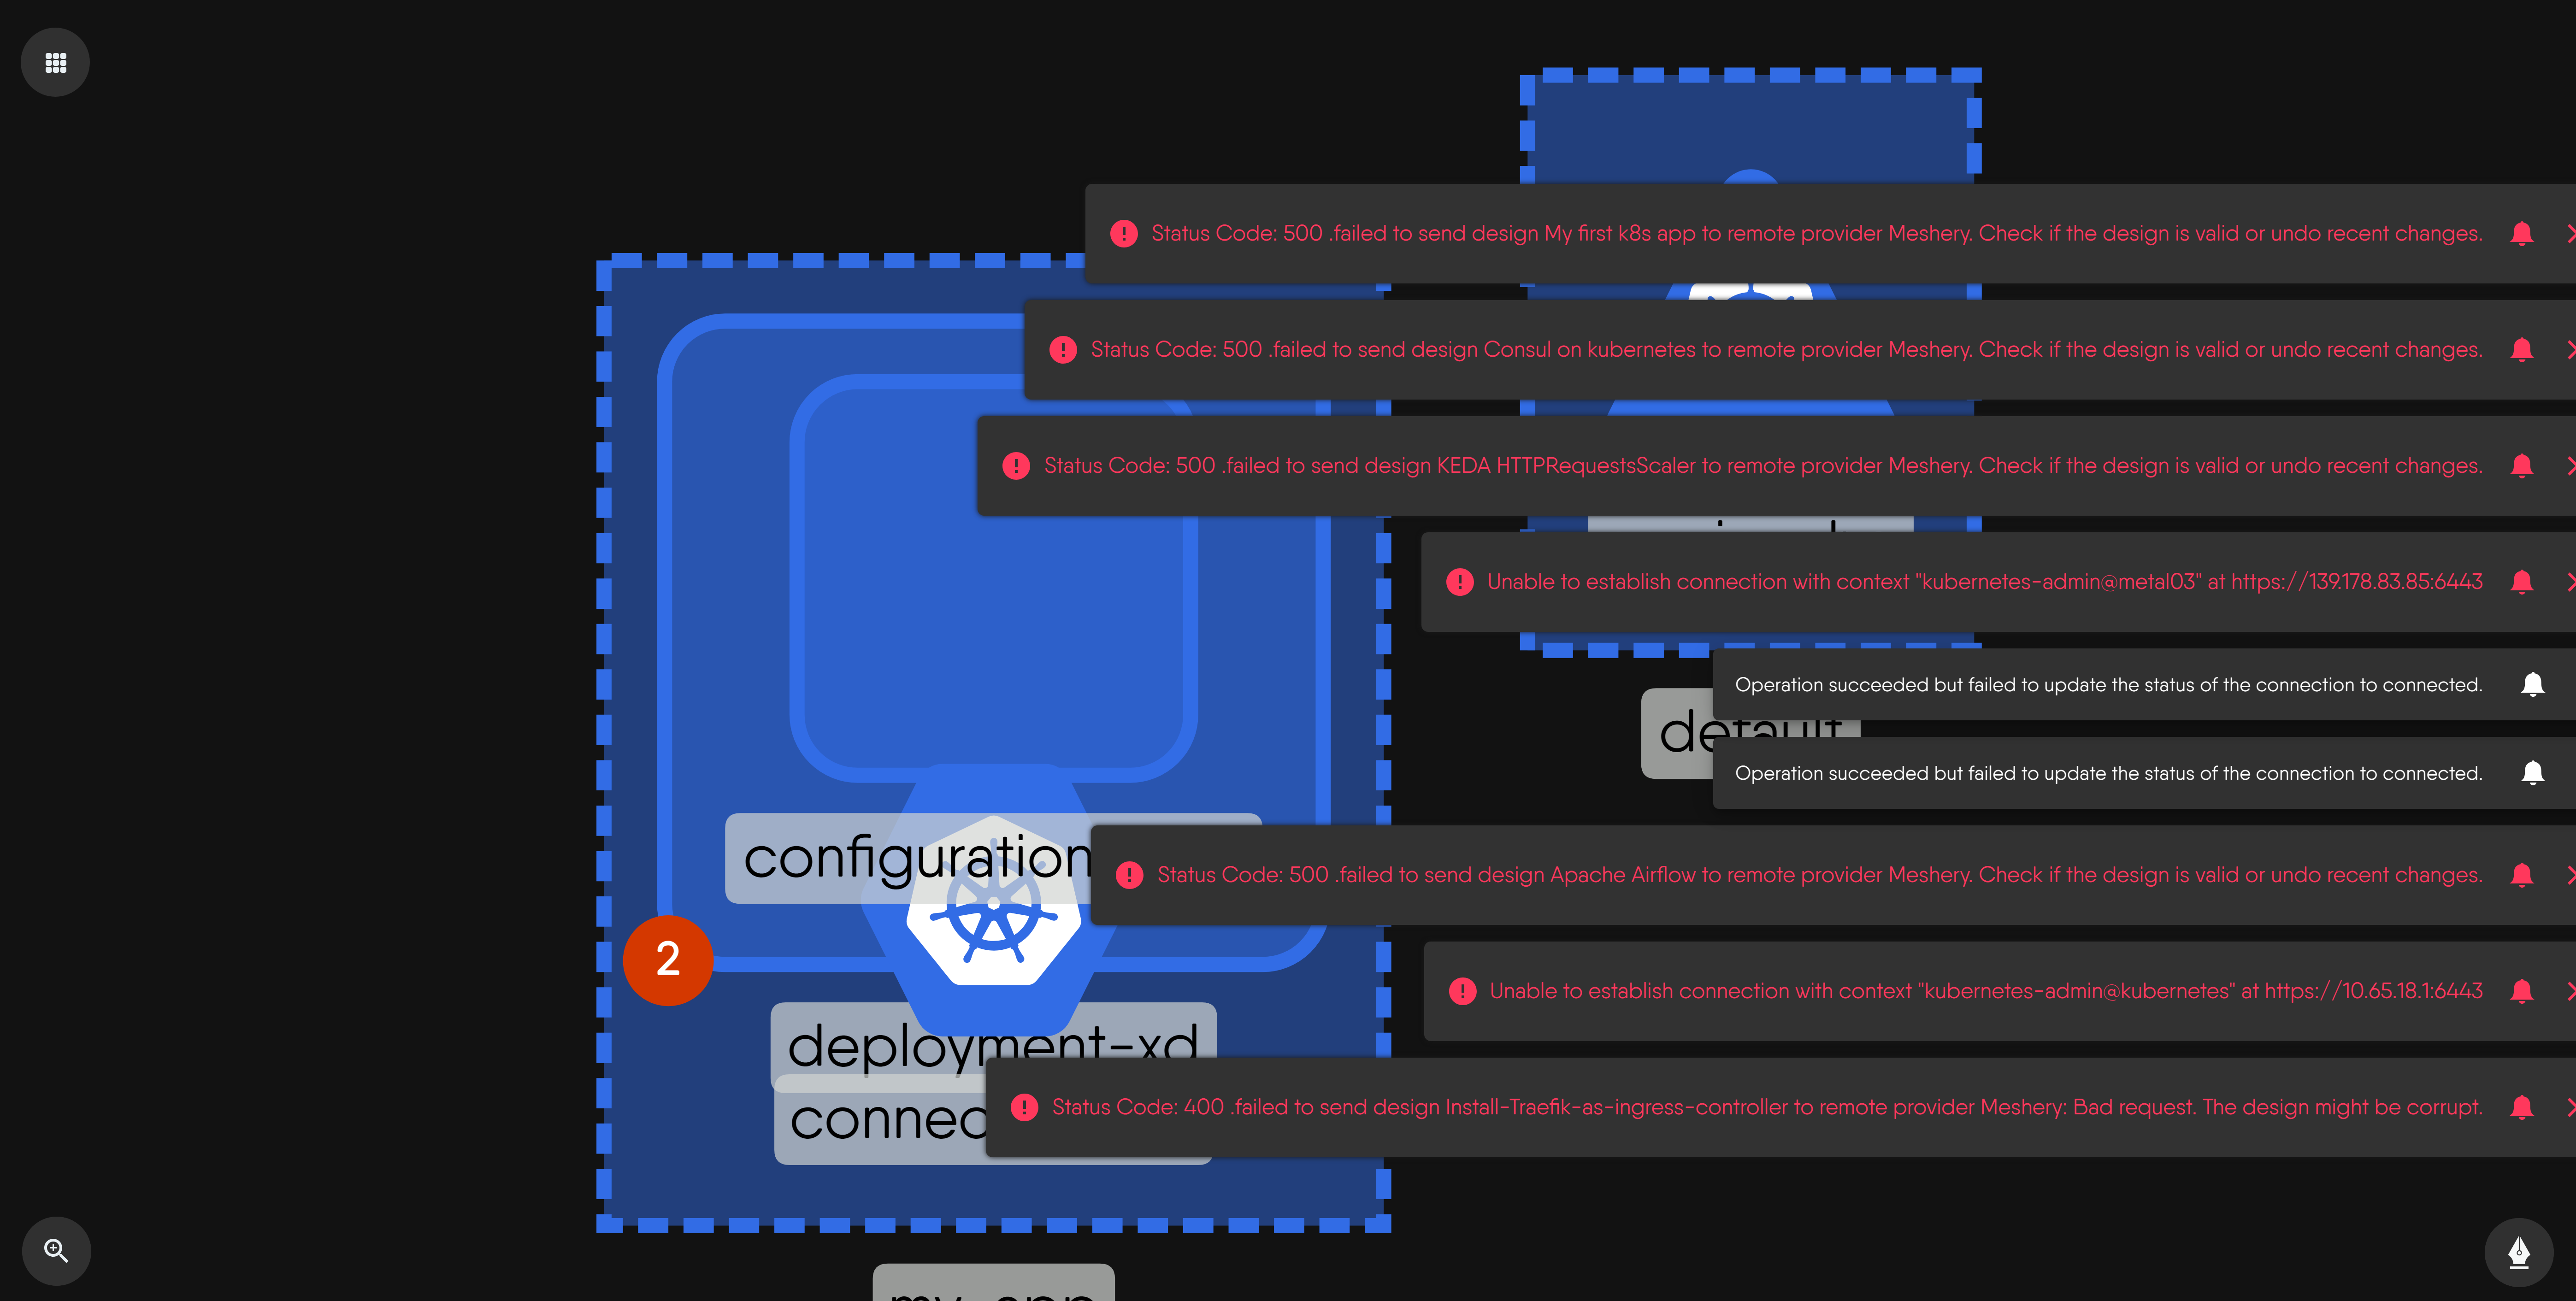 Status Code: 500 .failed to send design My first k8s app to remote provider Meshery. Check if the design is valid or undo recent changes.
Status Code: 500 .failed to send design Consul on kubernetes to remote provider Meshery. Check if the design is valid or undo recent changes.
Status Code: 500 .failed to send design KEDA HTTPRequestsScaler to remote provider Meshery. Check if the design is valid or undo recent changes.
Unable to establish connection with context "kubernetes-admin@metal03" at https://139.178.83.85:6443
Operation succeeded but failed to update the status of the connection to connected.
default
Operation succeeded but failed to update the status of the connection to connected.
configuration
Status Code: 500 .failed to send design Apache Airflow to remote provider Meshery. Check if the design is valid or undo recent changes.
2
Unable to establish connection with context "kubernetes-admin@kubernetes" at https://10.65.18.1:6443
deployment-xd
Status Code: 400 .failed to send design Install-Traefik-as-ingress-controller to remote provider Meshery: Bad request. The design might be corrupt.